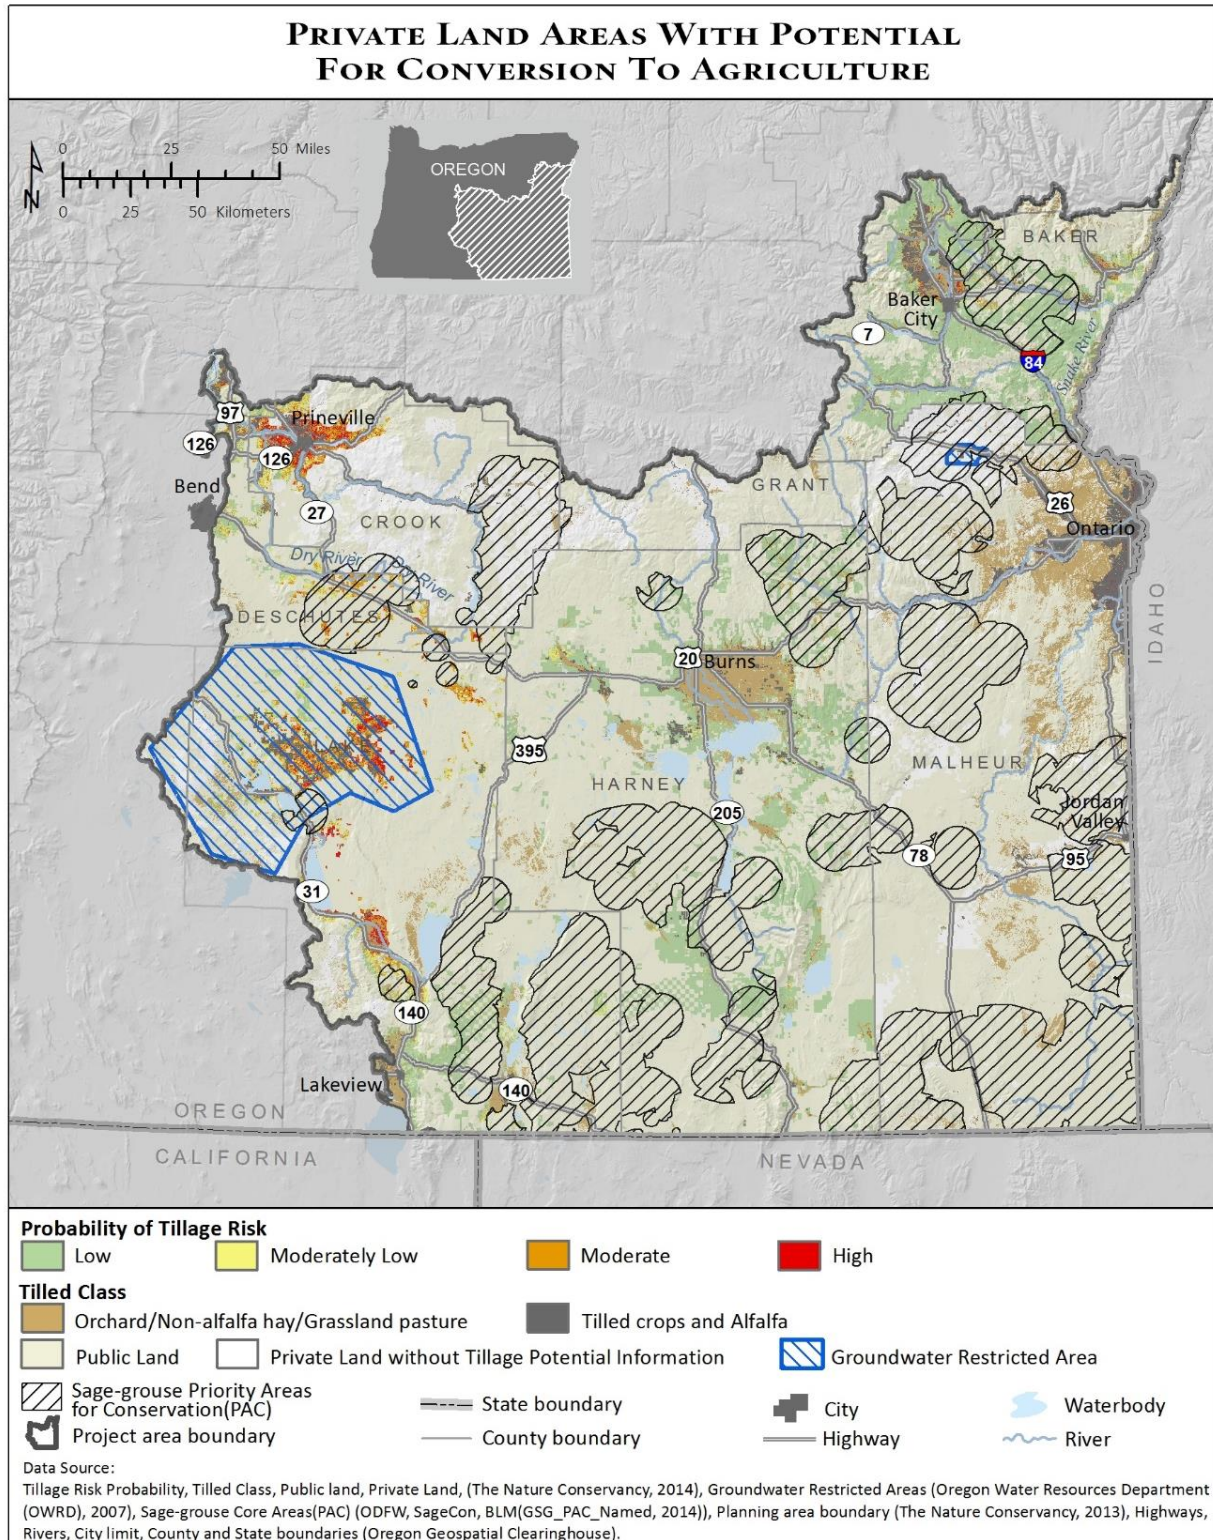 PRIVATE LAND AREAS WITH POTENTIAL
FOR CONVERSION TO AGRICULTURE
0 25 50 Miles
0 25 50 Kilometers
N
OREGON
BAKER
Baker
City
7
84
Snake River
97
Prineville
126
126
Bend
27
CROOK
GRANT
26
Ontario
Dry River
Dry River
DESCHUTES
IDAHO
20
Burns
LAKE
395
HARNEY
MALHEUR
205
Jordan
Valley
78
95
31
140
Lakeview
140
OREGON
CALIFORNIA
NEVADA
Probability of Tillage Risk
Low
Moderately Low
Moderate
High
Tilled Class
Orchard/Non-alfalfa hay/Grassland pasture
Tilled crops and Alfalfa
Public Land
Private Land without Tillage Potential Information
Groundwater Restricted Area
Sage-grouse Priority Areas
for Conservation(PAC)
State boundary
City
Waterbody
Project area boundary
County boundary
Highway
River
Data Source:
Tillage Risk Probability, Tilled Class, Public land, Private Land, (The Nature Conservancy, 2014), Groundwater Restricted Areas (Oregon Water Resources Department
(OWRD), 2007), Sage-grouse Core Areas(PAC) (ODFW, SageCon, BLM(GSG_PAC_Named, 2014)), Planning area boundary (The Nature Conservancy, 2013), Highways,
Rivers, City limit, County and State boundaries (Oregon Geospatial Clearinghouse).